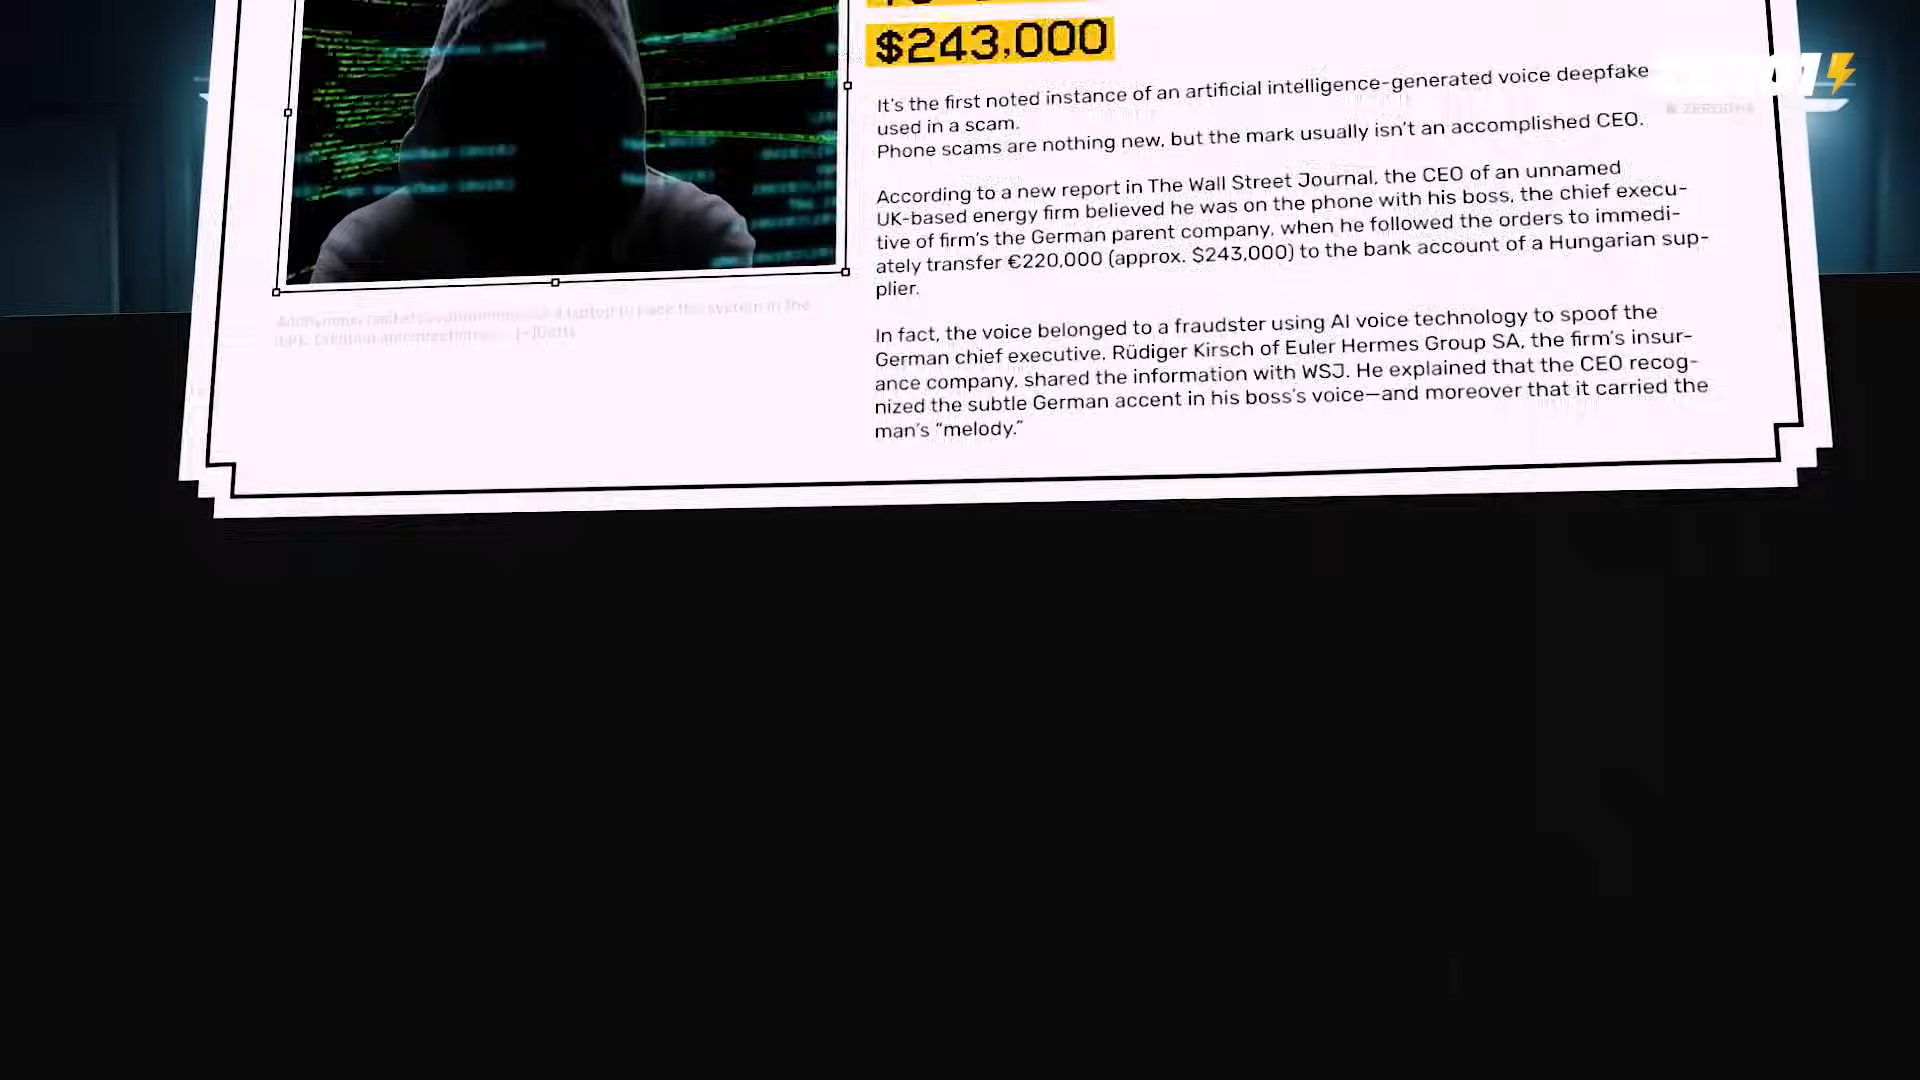 $243,000
It's the first noted instance of an artificial intelligence-generated voice deepfake
used in a scam.
Phone scams are nothing new, but the mark usually isn't an accomplished CEO.
According to a new report in The Wall Street Journal, the CEO of an unnamed
UK-based energy firm believed he was on the phone with his boss, the chief execu-
tive of firm's the German parent company, when he followed the orders to immedi-
ately transfer €220,000 (approx. $243,000) to the bank account of a Hungarian sup-
plier.
In fact, the voice belonged to a fraudster using AI voice technology to spoof the
German chief executive. Rüdiger Kirsch of Euler Hermes Group SA, the firm's insur-
ance company, shared the information with WSJ. He explained that the CEO recog-
nized the subtle German accent in his boss's voice—and moreover that it carried the
man's "melody."